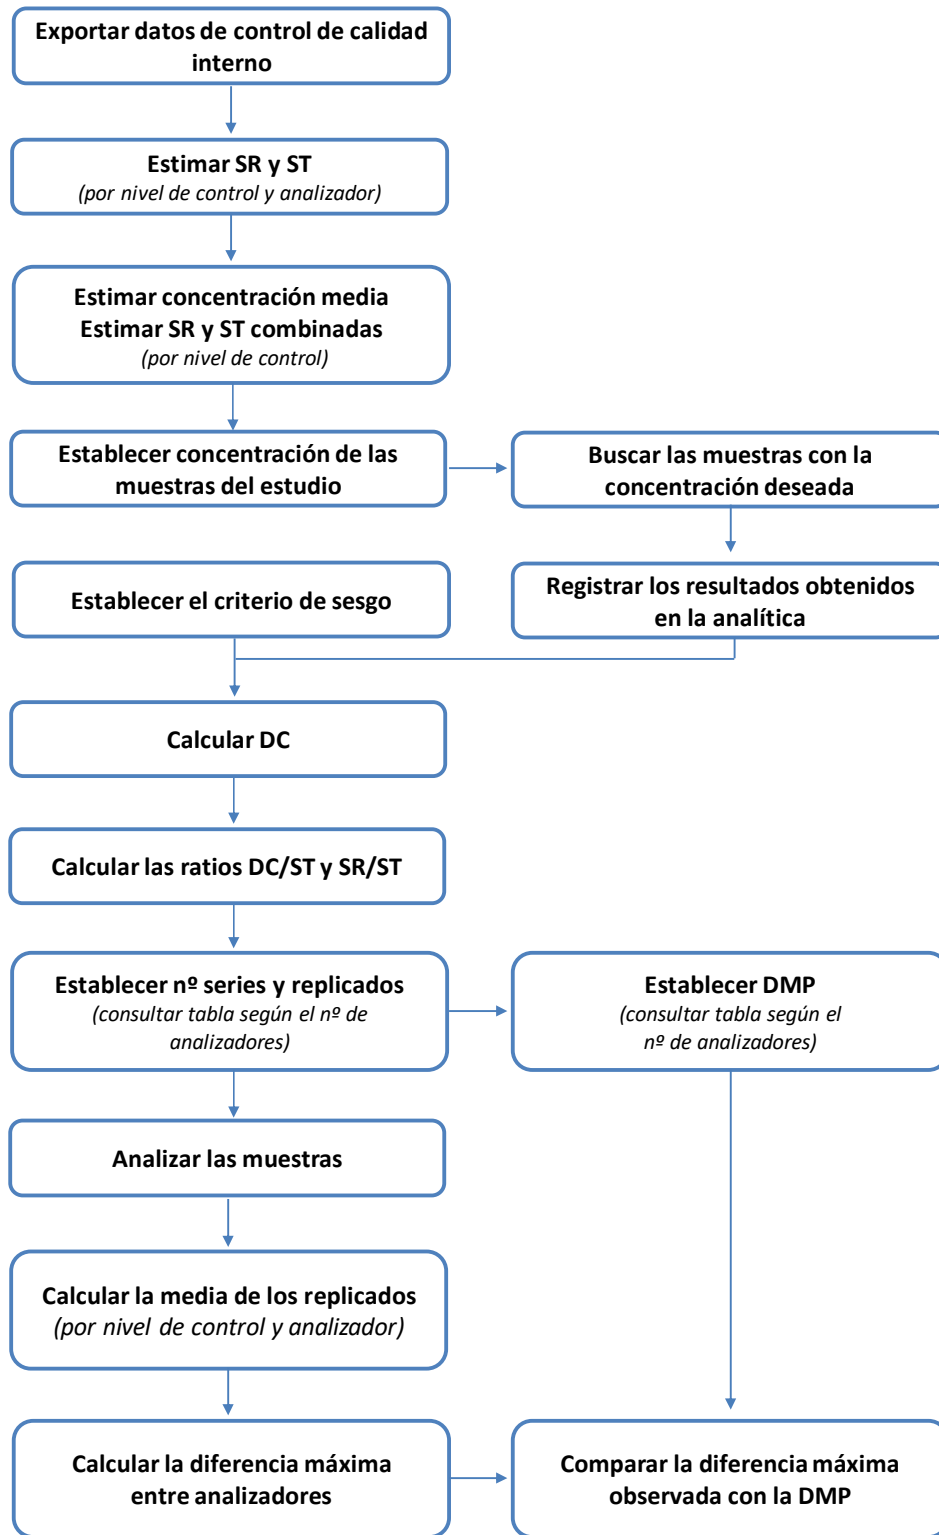 Exportar datos de control de calidad
interno
Estimar SR y ST
(por nivel de control y analizador)
Estimar concentración media
Estimar SR y ST combinadas
(por nivel de control)
Establecer concentración de las
muestras del estudio
Buscar las muestras con la
concentración deseada
Establecer el criterio de sesgo
Registrar los resultados obtenidos
en la analítica
Calcular DC
Calcular las ratios DC/ST y SR/ST
Establecer nº series y replicados
(consultar tabla según el nº de
analizadores)
Establecer DMP
(consultar tabla según el
nº de analizadores)
Analizar las muestras
Calcular la media de los replicados
(por nivel de control y analizador)
Calcular la diferencia máxima
entre analizadores
Comparar la diferencia máxima
observada con la DMP